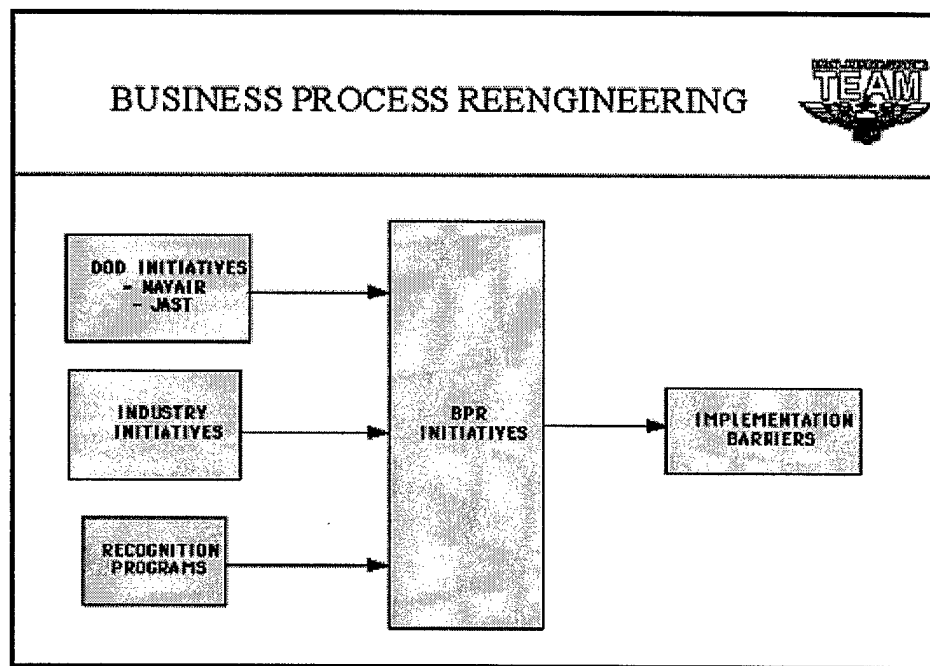 BUSINESS PROCESS REENGINEERING
TEAM
DOD INITIATIVES
- NAVAIR
- JAST
INDUSTRY
INITIATIVES
RECOGNITION
PROGRAMS
BPR
INITIATIVES
IMPLEMENTATION
BARRIERS